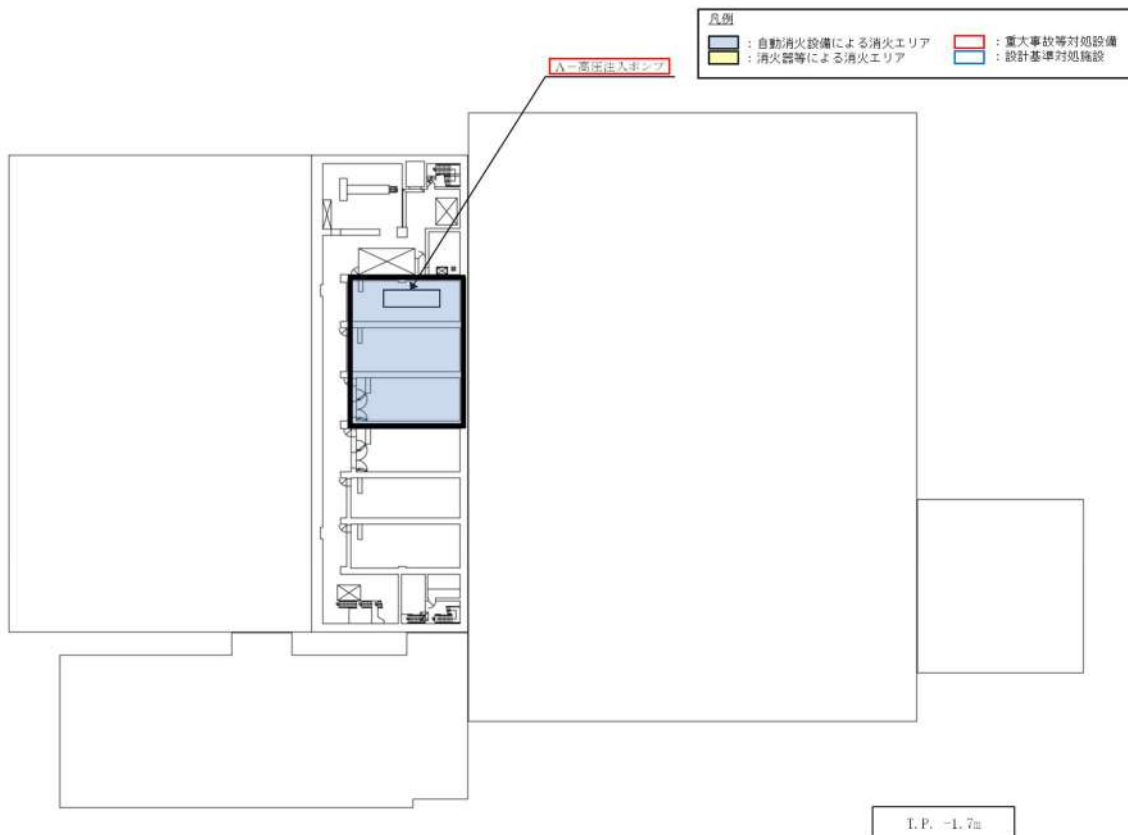 凡例
：自動消火設備による消火エリア
：消火器等による消火エリア
：重大事故等対処設備
：設計基準対処施設
A－高圧注入ポンプ
T.P. -1.7m